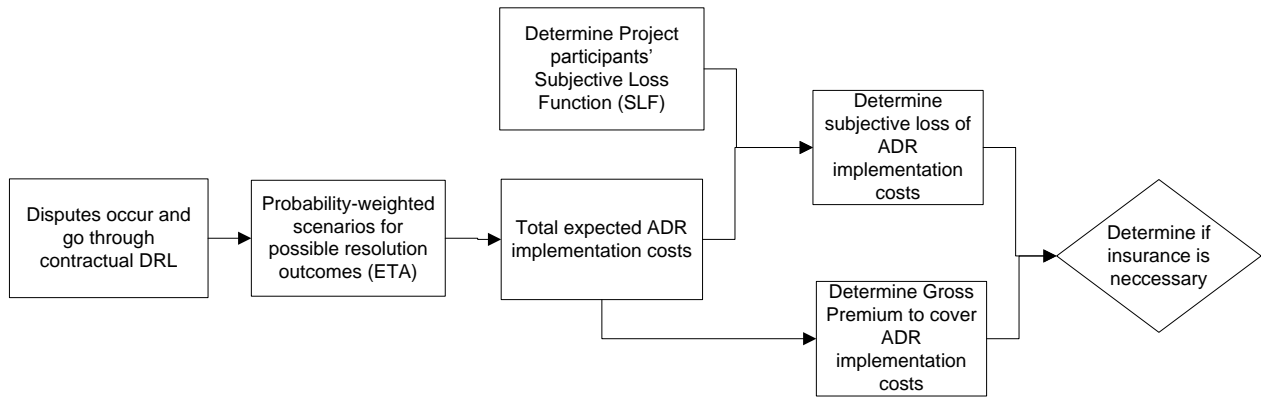 Determine Project
participants'
Subjective Loss
Function (SLF)
Determine
subjective loss of
ADR
implementation
costs
Disputes occur and
go through
contractual DRL
Probability-weighted
scenarios for
possible resolution
outcomes (ETA)
Total expected ADR
implementation costs
Determine if
insurance is
neccessary
Determine Gross
Premium to cover
ADR
implementation
costs